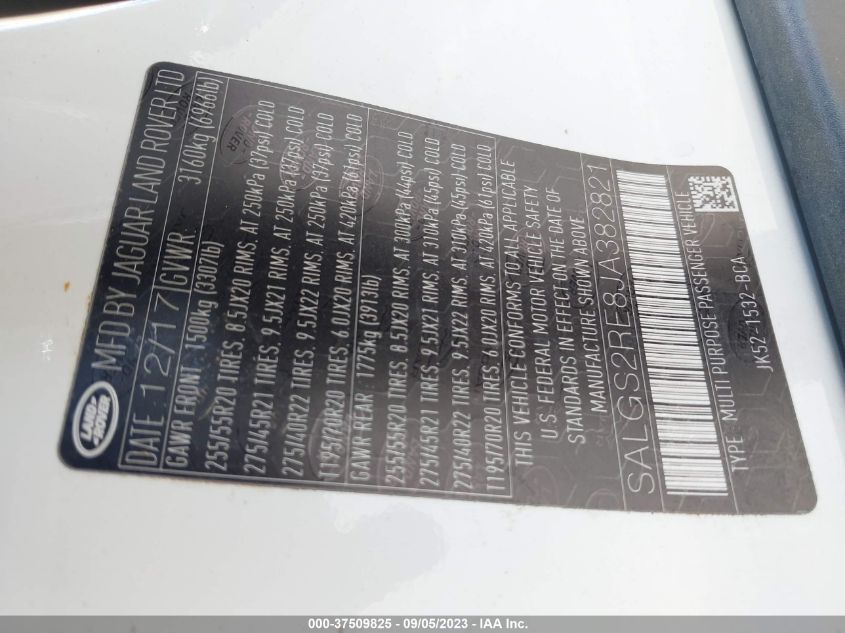 LAND ROVER
MFD BY JAGUAR LAND ROVER LTD
DATE : 12/17 GVWR 3160kg (6966lb)
GAWR FRONT : 1500kg (3307lb)
255/55R20 TIRES. 8.5JX20 RIMS. AT 250kPa (37psi) COLD
275/45R21 TIRES. 9.5JX21 RIMS. AT 250kPa (37psi) COLD
275/40R22 TIRES. 9.5JX22 RIMS. AT 250kPa (37psi) COLD
T195/70R20 TIRES. 6.0JX20 RIMS. AT 420kPa (61psi) COLD
GAWR REAR : 1775kg (3913lb)
255/55R20 TIRES. 8.5JX20 RIMS. AT 300kPa (44psi) COLD
275/45R21 TIRES. 9.5JX21 RIMS. AT 310kPa (45psi) COLD
275/40R22 TIRES. 9.5JX22 RIMS. AT 310kPa (45psi) COLD
T195/70R20 TIRES. 6.0JX20 RIMS. AT 420kPa (61psi) COLD
THIS VEHICLE CONFORMS TO ALL APPLICABLE
U.S. FEDERAL MOTOR VEHICLE SAFETY
STANDARDS IN EFFECT ON THE DATE OF
MANUFACTURE SHOWN ABOVE.
SALGS2RE8JA382821
TYPE : MULTI PURPOSE PASSENGER VEHICLE
JK52-1532-BCA
000-37509825 - 09/05/2023 - IAA Inc.